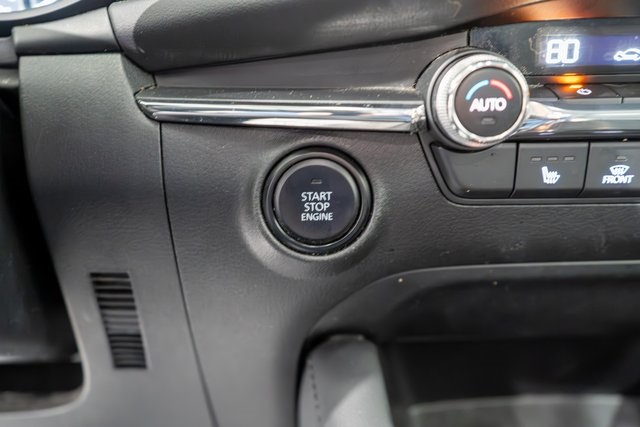 80
AUTO
START
STOP
ENGINE
FRONT